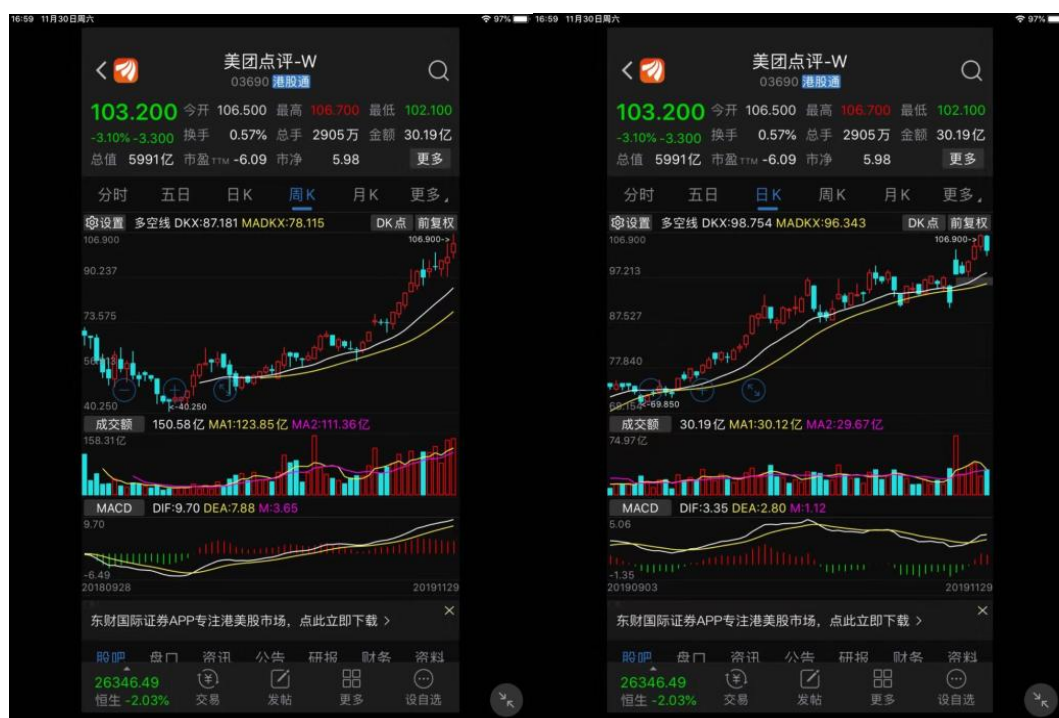 16:59 11月30日周六
97%
美团点评-W
03690 港股通
103.200 今开 106.500 最高 106.700 最低 102.100
-3.10% -3.300 换手 0.57% 总手 2905万 金额 30.19亿
总值 5991亿 市盈TTM -6.09 市净 5.98 更多
分时 五日 日K 周K 月K 更多
设置 多空线 DKX:87.181 MADKX:78.115 DK点 前复权
106.900
106.900->
90.237
73.575
40.250
<-40.250
成交额 150.58亿 MA1:123.85亿 MA2:111.36亿
158.31亿
MACD DIF:9.70 DEA:7.88 M:3.65
9.70
-6.49
20180928 20191129
东财国际证券APP专注港美股市场，点此立即下载 >
股吧 盘口 资讯 公告 研报 财务 资料
26346.49
恒生 -2.03% 交易 发帖 更多 设自选
16:59 11月30日周六
97%
美团点评-W
03690 港股通
103.200 今开 106.500 最高 106.700 最低 102.100
-3.10% -3.300 换手 0.57% 总手 2905万 金额 30.19亿
总值 5991亿 市盈TTM -6.09 市净 5.98 更多
分时 五日 日K 周K 月K 更多
设置 多空线 DKX:98.754 MADKX:96.343 DK点 前复权
106.900
106.900->
97.213
87.527
77.840
<-69.850
成交额 30.19亿 MA1:30.12亿 MA2:29.67亿
74.97亿
MACD DIF:3.35 DEA:2.80 M:1.12
5.06
-1.35
20190903 20191129
东财国际证券APP专注港美股市场，点此立即下载 >
股吧 盘口 资讯 公告 研报 财务 资料
26346.49
恒生 -2.03% 交易 发帖 更多 设自选